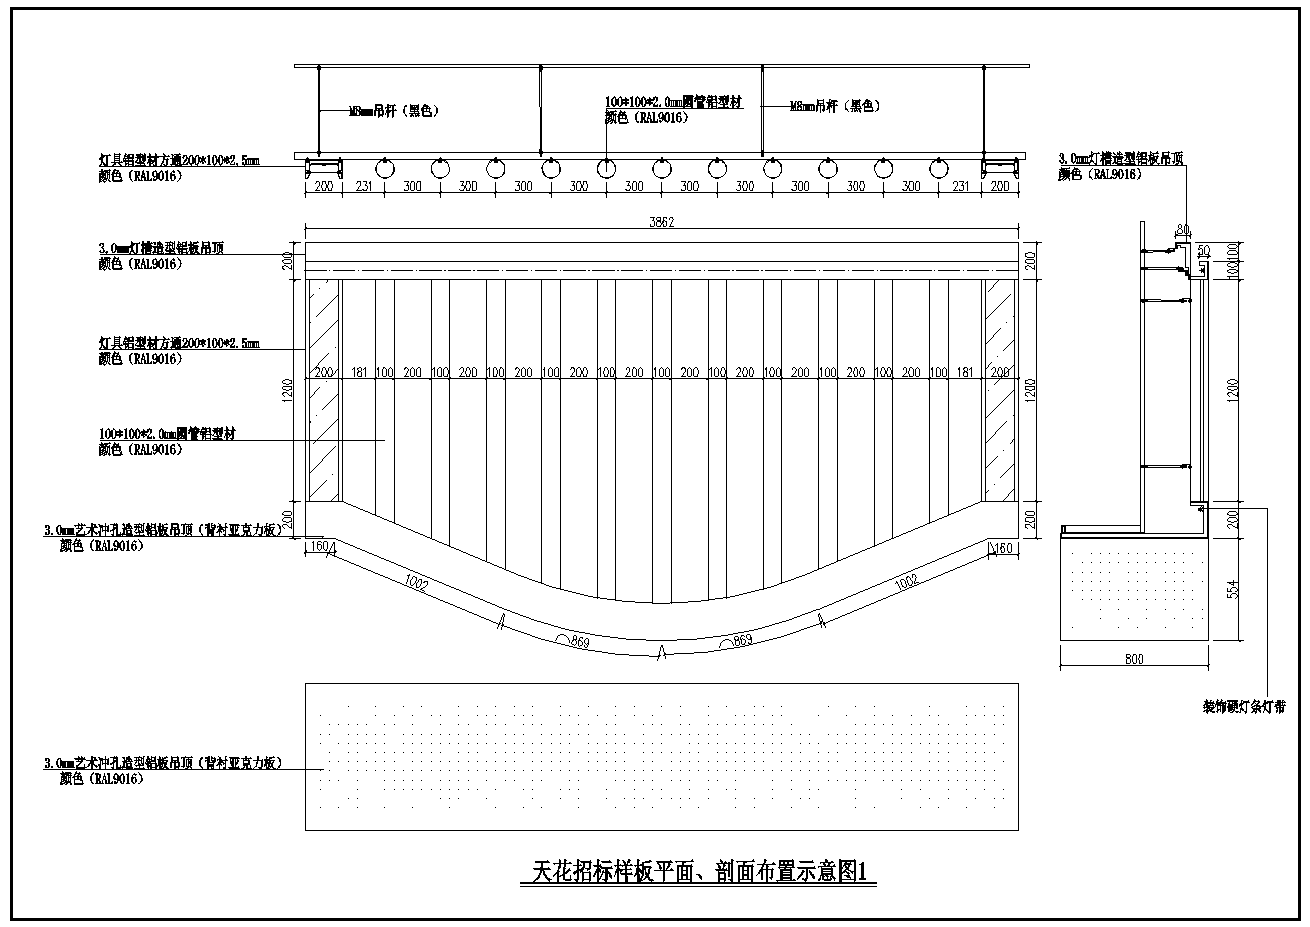 M8mm吊杆（黑色）
100*100*2.0mm圆管铝型材
颜色（RAL9016）
M8mm吊杆（黑色）
灯具铝型材方通200*100*2.5mm
颜色（RAL9016）
3.0mm灯槽造型铝板吊顶
颜色（RAL9016）
200 231 300 300 300 300 300 300 300 300 300 300 231 200
3862
80
50
3.0mm灯槽造型铝板吊顶
颜色（RAL9016）
200
200
100
100
灯具铝型材方通200*100*2.5mm
颜色（RAL9016）
200 181 100 200 100 200 100 200 100 200 100 200 100 200 100 200 100 200 100 200 100 200 100 181 200
1200
1200
1200
100*100*2.0mm圆管铝型材
颜色（RAL9016）
200
200
200
3.0mm艺术冲孔造型铝板吊顶（背衬亚克力板）
颜色（RAL9016）
160
160
1002
1002
869
869
554
800
装饰硬灯条灯带
3.0mm艺术冲孔造型铝板吊顶（背衬亚克力板）
颜色（RAL9016）
天花招标样板平面、剖面布置示意图1